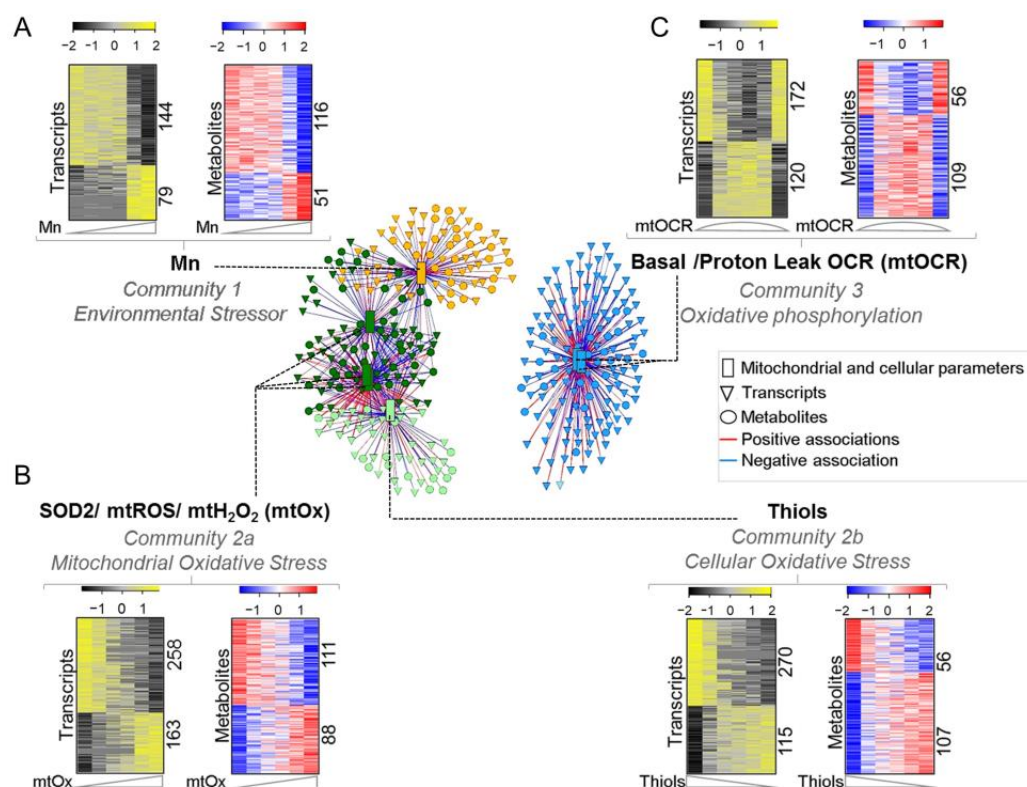 A
−2 −1 0 1 2
−2 −1 0 1 2
Transcripts
144
79
Metabolites
116
51
Mn
Mn
Mn
Community 1
Environmental Stressor
C
−1 0 1
−1 0 1
Transcripts
172
120
Metabolites
56
109
mtOCR
mtOCR
Basal /Proton Leak OCR (mtOCR)
Community 3
Oxidative phosphorylation
Mitochondrial and cellular parameters
Transcripts
Metabolites
Positive associations
Negative association
B
SOD2/ mtROS/ mtH₂O₂ (mtOx)
Community 2a
Mitochondrial Oxidative Stress
−1 0 1
−1 0 1
Transcripts
258
163
Metabolites
111
88
mtOx
mtOx
Thiols
Community 2b
Cellular Oxidative Stress
−2 −1 0 1 2
−2 −1 0 1 2
Transcripts
270
115
Metabolites
56
107
Thiols
Thiols